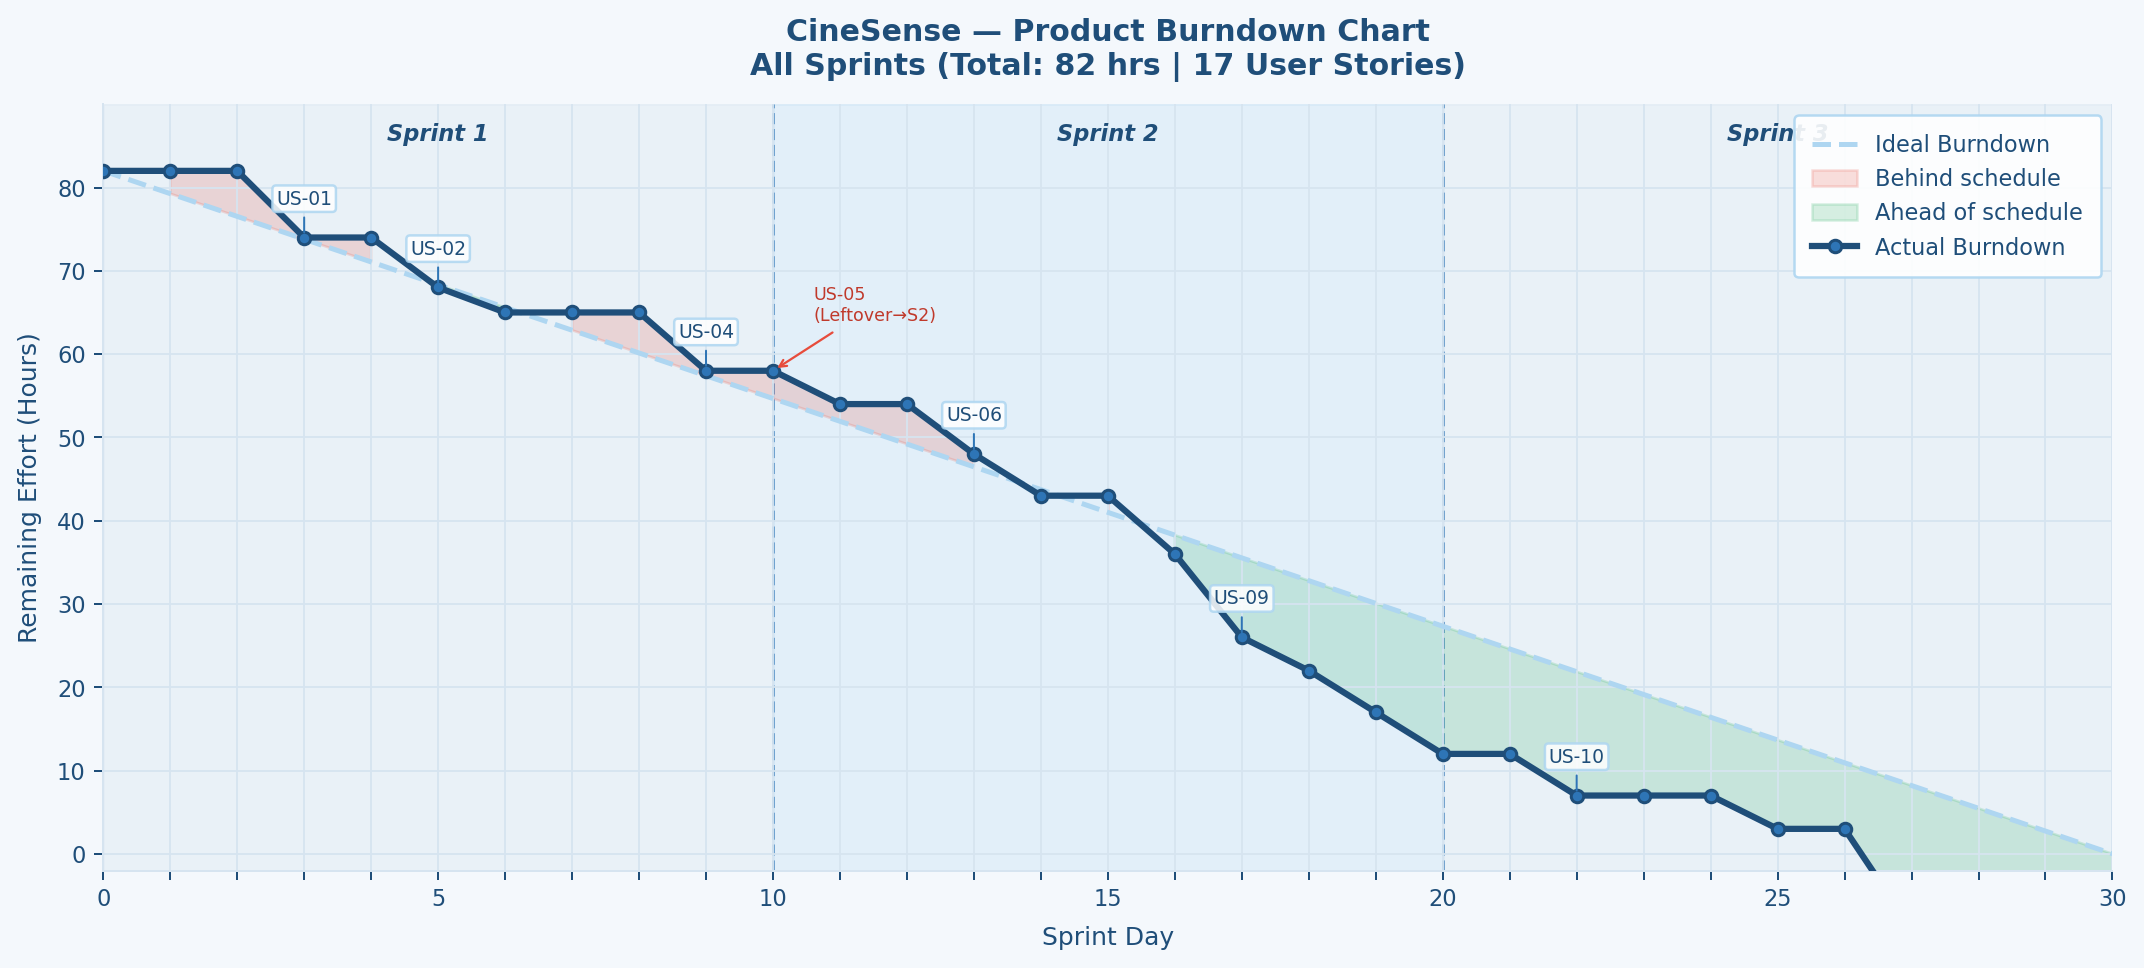 CineSense — Product Burndown Chart
All Sprints (Total: 82 hrs | 17 User Stories)
Sprint 1
Sprint 2
Sprint 3
Ideal Burndown
Behind schedule
Ahead of schedule
Actual Burndown
US-01
US-02
US-05
(Leftover→S2)
US-04
US-06
US-09
US-10
Remaining Effort (Hours)
80
70
60
50
40
30
20
10
0
0 5 10 15 20 25 30
Sprint Day